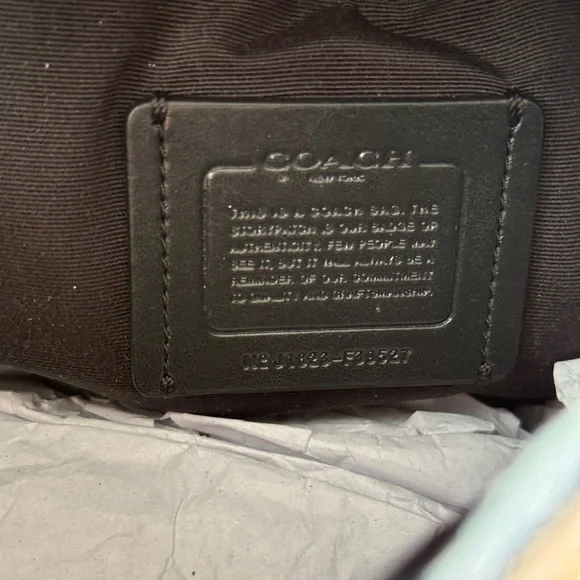 COACH
NEW YORK
THIS IS A COACH BAG. THE
STORYPATCH IS OUR BADGE OF
AUTHENTICITY. FEW PEOPLE MAY
SEE IT, BUT IT WILL ALWAYS BE A
REMINDER OF OUR COMMITMENT
TO QUALITY AND CRAFTSMANSHIP.